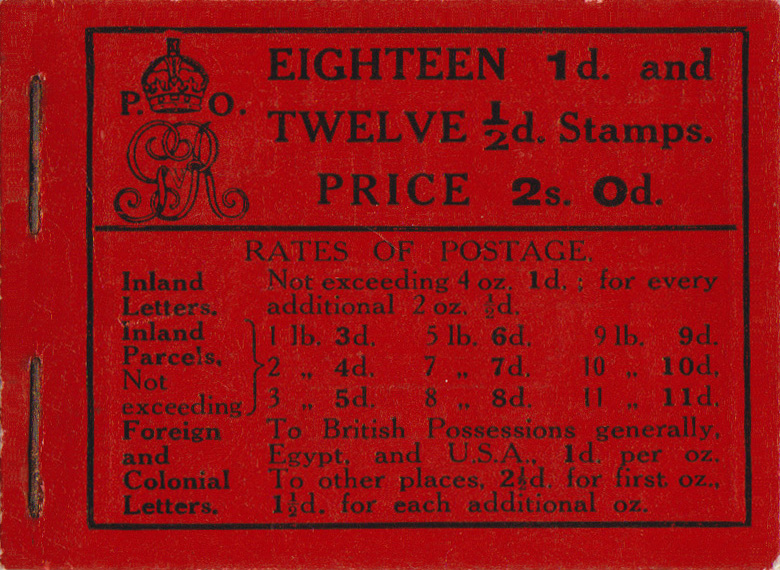 P. O.
GVR
EIGHTEEN 1d. and
TWELVE ½d. Stamps.
PRICE 2s. 0d.
RATES OF POSTAGE.
Inland Letters. Not exceeding 4 oz. 1d. ; for every
additional 2 oz. ½d.
Inland Parcels. Not exceeding 1 lb. 3d. 5 lb. 6d. 9 lb. 9d.
2 „ 4d. 7 „ 7d. 10 „ 10d.
3 „ 5d. 8 „ 8d. 11 „ 11d.
Foreign and Colonial Letters. To British Possessions generally,
Egypt, and U.S.A., 1d. per oz.
To other places, 2½d. for first oz.,
1½d. for each additional oz.